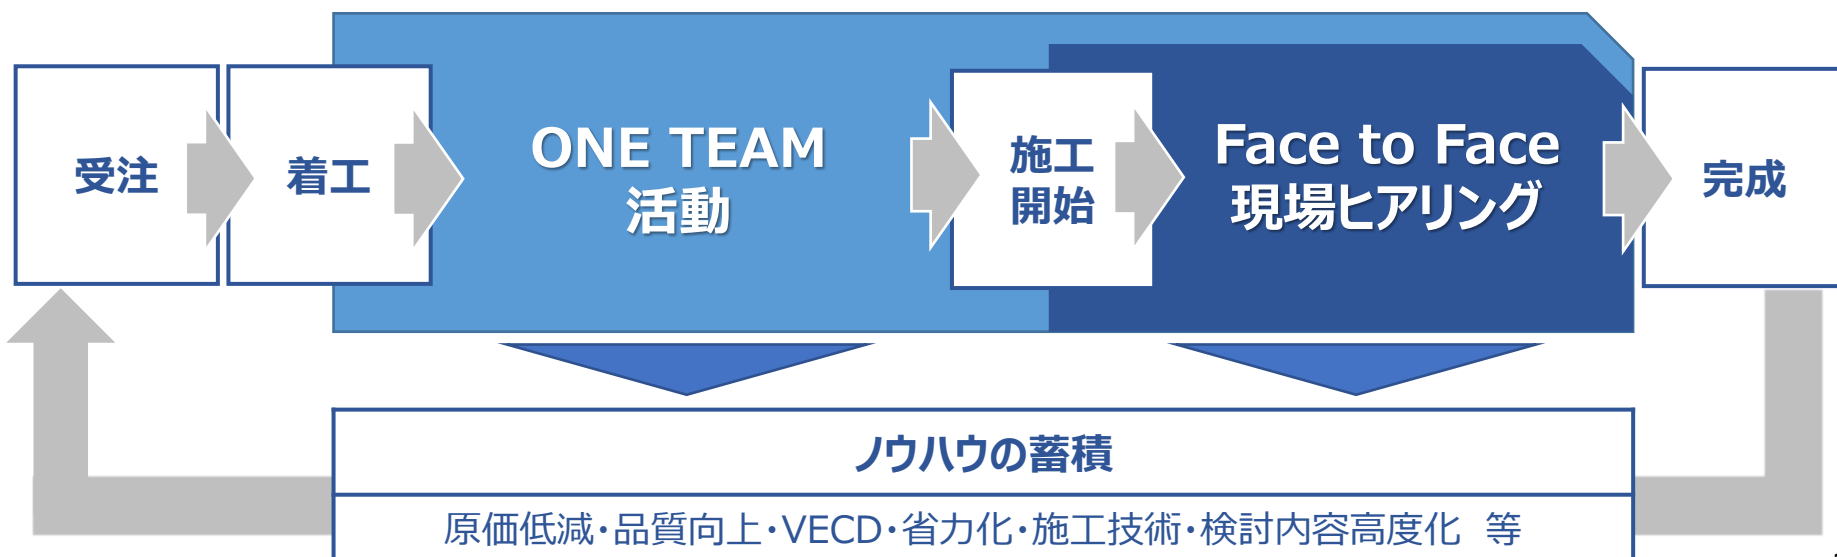 受注
着工
ONE TEAM
活動
施工
開始
Face to Face
現場ヒアリング
完成
ノウハウの蓄積
原価低減・品質向上・VECD・省力化・施工技術・検討内容高度化　等